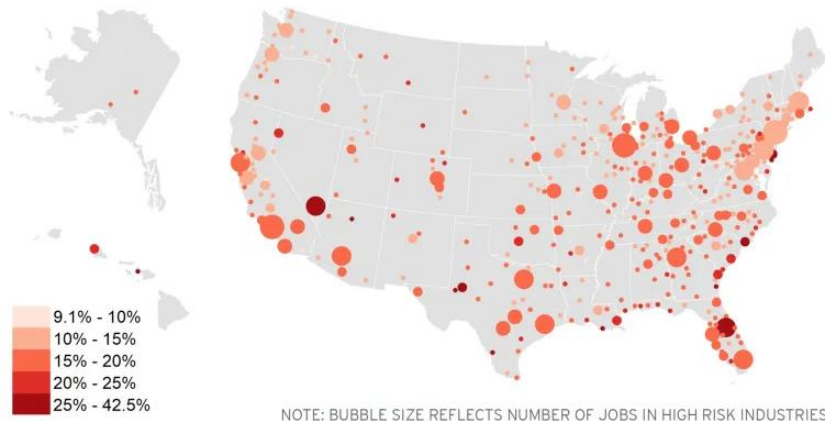 9.1% - 10%
10% - 15%
15% - 20%
20% - 25%
25% - 42.5%
NOTE: BUBBLE SIZE REFLECTS NUMBER OF JOBS IN HIGH RISK INDUSTRIES